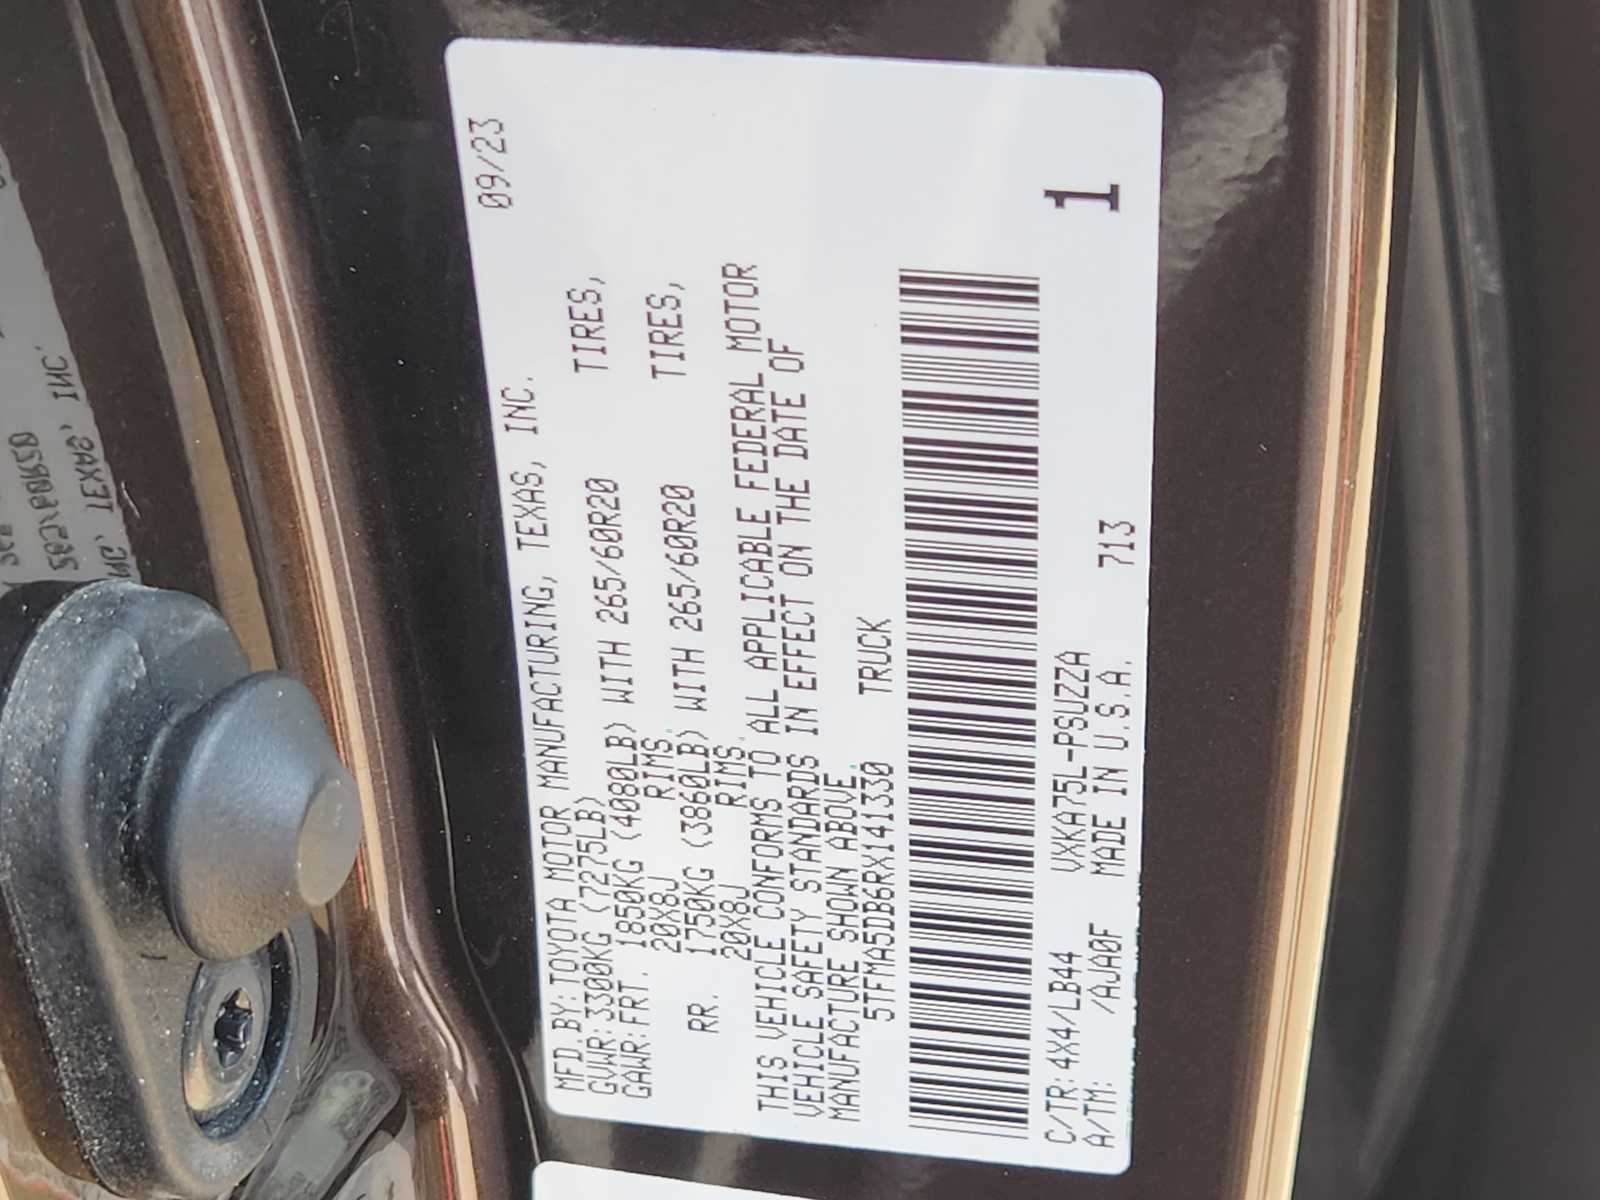 MFD.BY: TOYOTA MOTOR MANUFACTURING, TEXAS, INC. 09/23
GVWR: 3300KG (7275LB)
GAWR: FRT. 1850KG (4080LB) WITH 265/60R20 TIRES,
20X8J RIMS,
RR. 1750KG (3860LB) WITH 265/60R20 TIRES,
20X8J RIMS,
THIS VEHICLE CONFORMS TO ALL APPLICABLE FEDERAL MOTOR
VEHICLE SAFETY STANDARDS IN EFFECT ON THE DATE OF
MANUFACTURE SHOWN ABOVE.
5TFMA5DB6RX141330 TRUCK
1
C/TR: 4X4/LB44 VXKA75L-PSUZZA 713
A/TM: /AJA0F MADE IN U.S.A.
TEXAS, INC.